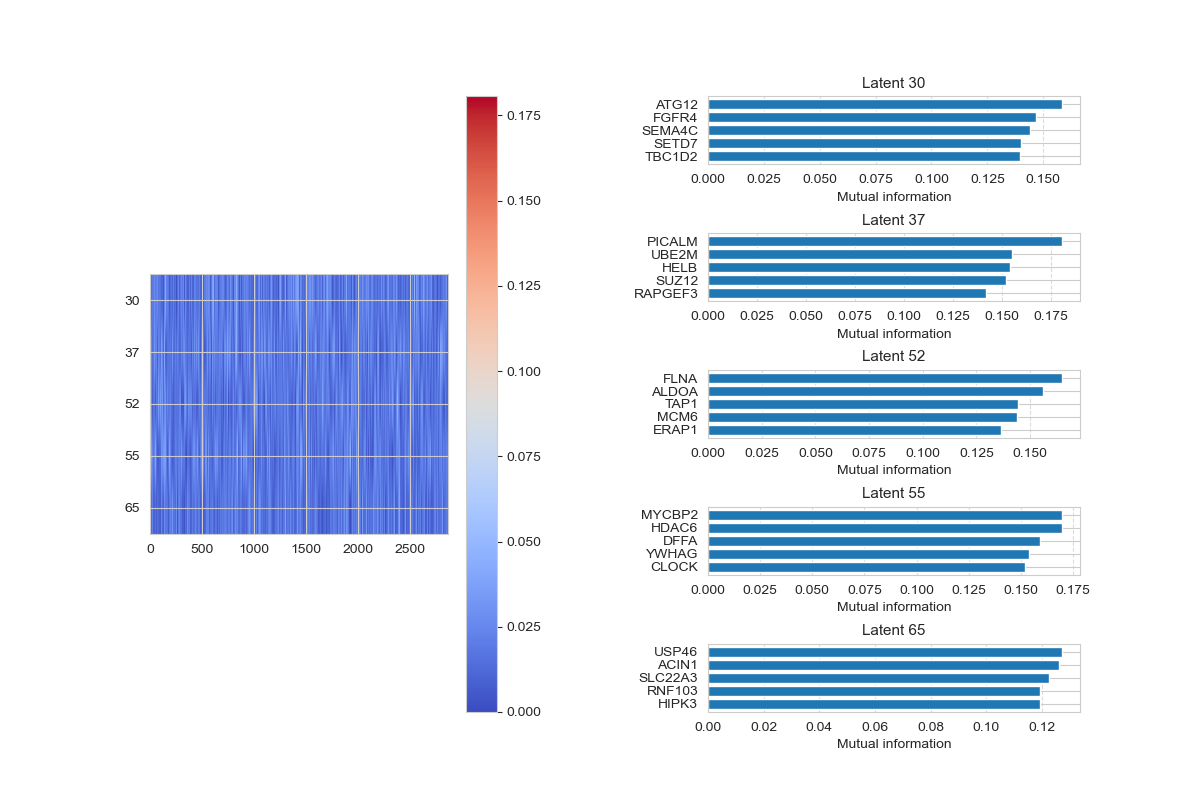 30
37
52
55
65
0 500 1000 1500 2000 2500
0.175
0.150
0.125
0.100
0.075
0.050
0.025
0.000
Latent 30
ATG12
FGFR4
SEMA4C
SETD7
TBC1D2
0.000 0.025 0.050 0.075 0.100 0.125 0.150
Mutual information
Latent 37
PICALM
UBE2M
HELB
SUZ12
RAPGEF3
0.000 0.025 0.050 0.075 0.100 0.125 0.150 0.175
Mutual information
Latent 52
FLNA
ALDOA
TAP1
MCM6
ERAP1
0.000 0.025 0.050 0.075 0.100 0.125 0.150
Mutual information
Latent 55
MYCBP2
HDAC6
DFFA
YWHAG
CLOCK
0.000 0.025 0.050 0.075 0.100 0.125 0.150 0.175
Mutual information
Latent 65
USP46
ACIN1
SLC22A3
RNF103
HIPK3
0.00 0.02 0.04 0.06 0.08 0.10 0.12
Mutual information